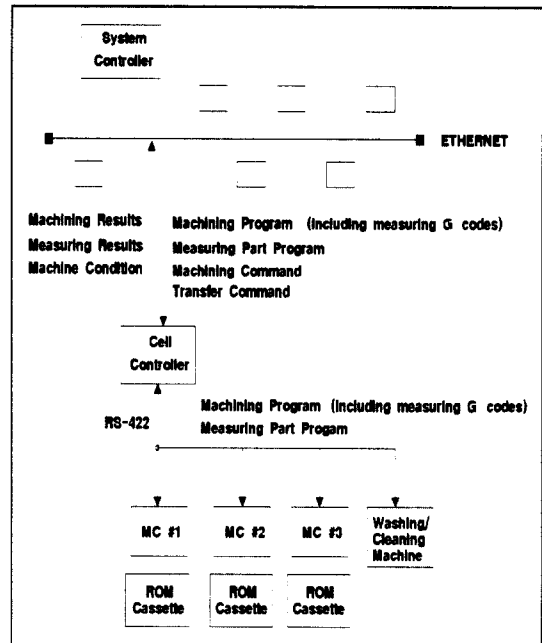 System
Controller
ETHERNET
Machining Results
Measuring Results
Machine Condition
Machining Program (including measuring G codes)
Measuring Part Program
Machining Command
Transfer Command
Cell
Controller
RS-422
Machining Program (including measuring G codes)
Measuring Part Progam
MC #1
MC #2
MC #3
Washing/
Cleaning
Machine
ROM
Cassette
ROM
Cassette
ROM
Cassette